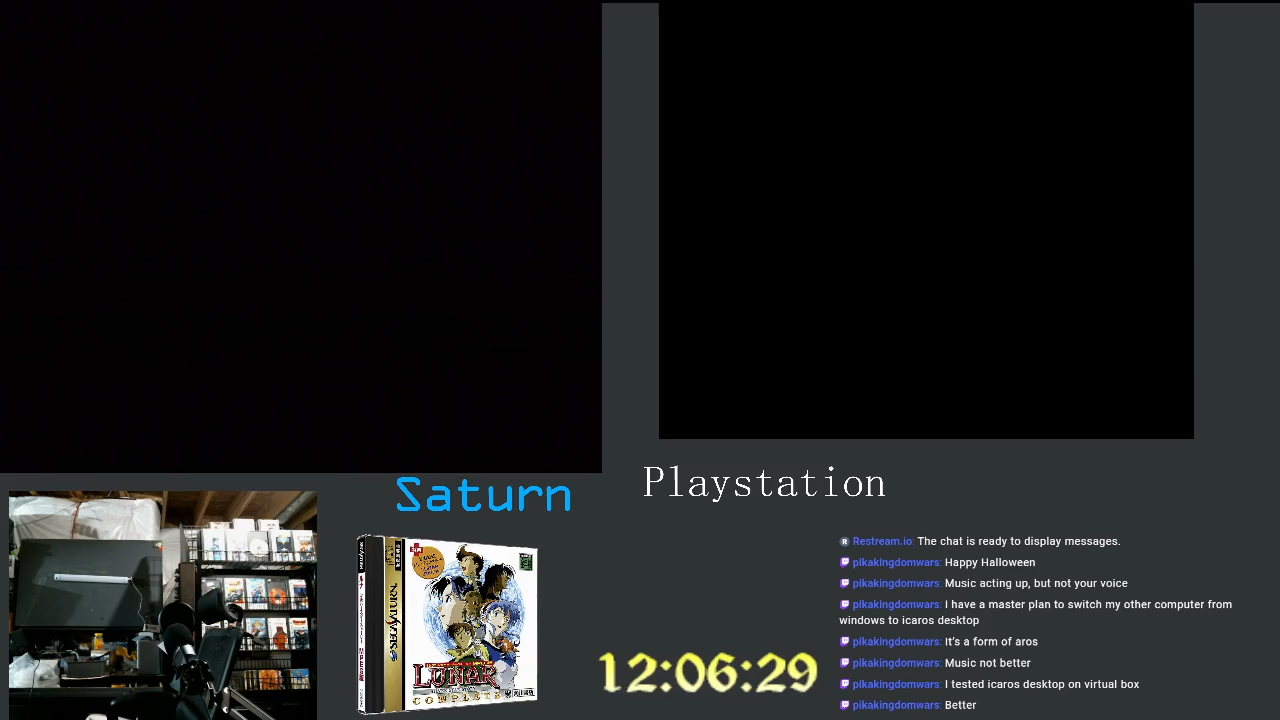 Saturn
Playstation
SEGA SATURN
LUNAR
COMPLETE
12:06:29
Restream.io: The chat is ready to display messages.
pikakingdomwars: Happy Halloween
pikakingdomwars: Music acting up, but not your voice
pikakingdomwars: I have a master plan to switch my other computer from
windows to icaros desktop
pikakingdomwars: It's a form of aros
pikakingdomwars: Music not better
pikakingdomwars: I tested icaros desktop on virtual box
pikakingdomwars: Better